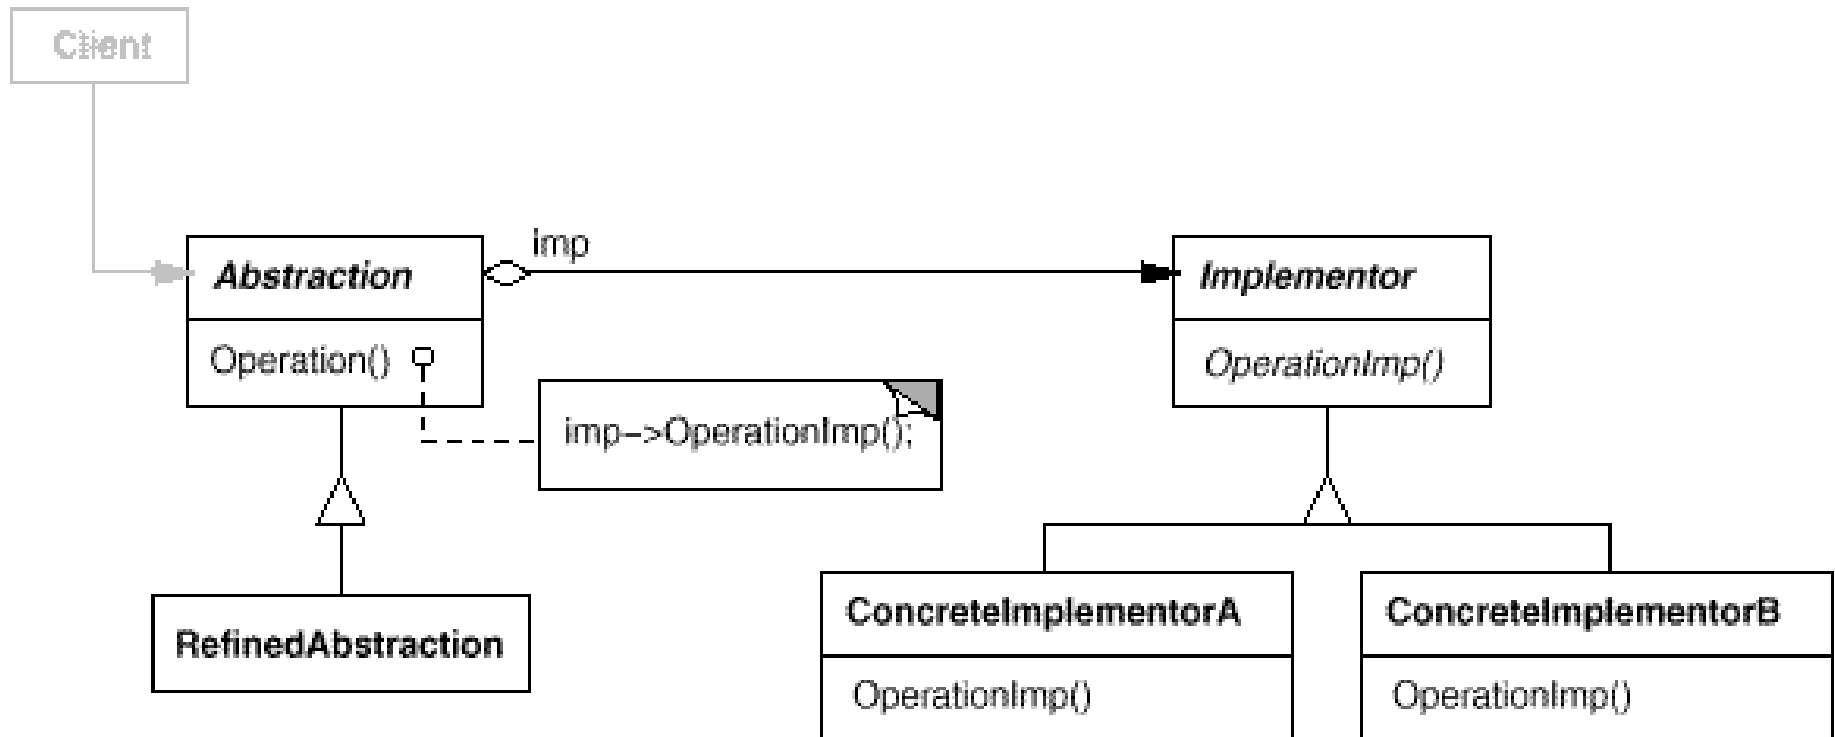 Client
imp
Abstraction
Implementor
Operation()
OperationImp()
imp->OperationImp();
RefinedAbstraction
ConcreteImplementorA
ConcreteImplementorB
OperationImp()
OperationImp()